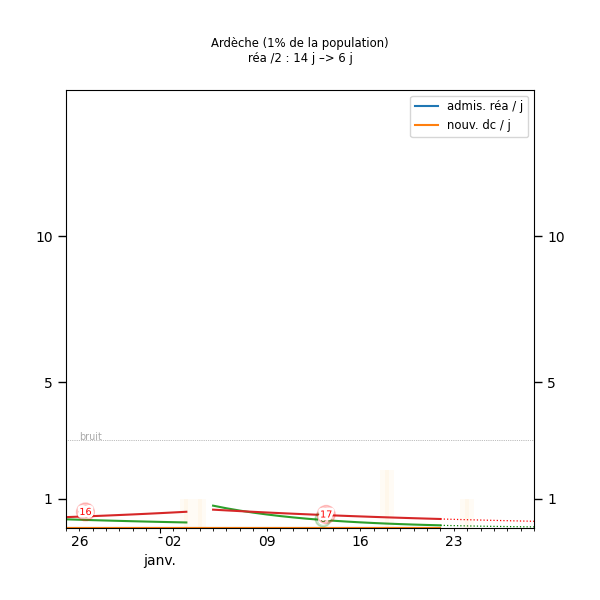 Ardèche (1% de la population)
réa /2 : 14 j –> 6 j
admis. réa / j
nouv. dc / j
10
10
5
5
bruit
1
1
16
17
26
02
09
16
23
janv.